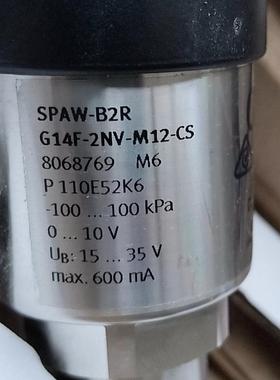 SPAW-B2R
G14F-2NV-M12-CS
8068769 M6
P 110E52K6
-100 ... 100 kPa
0 ... 10 V
UB: 15 ... 35 V
max. 600 mA